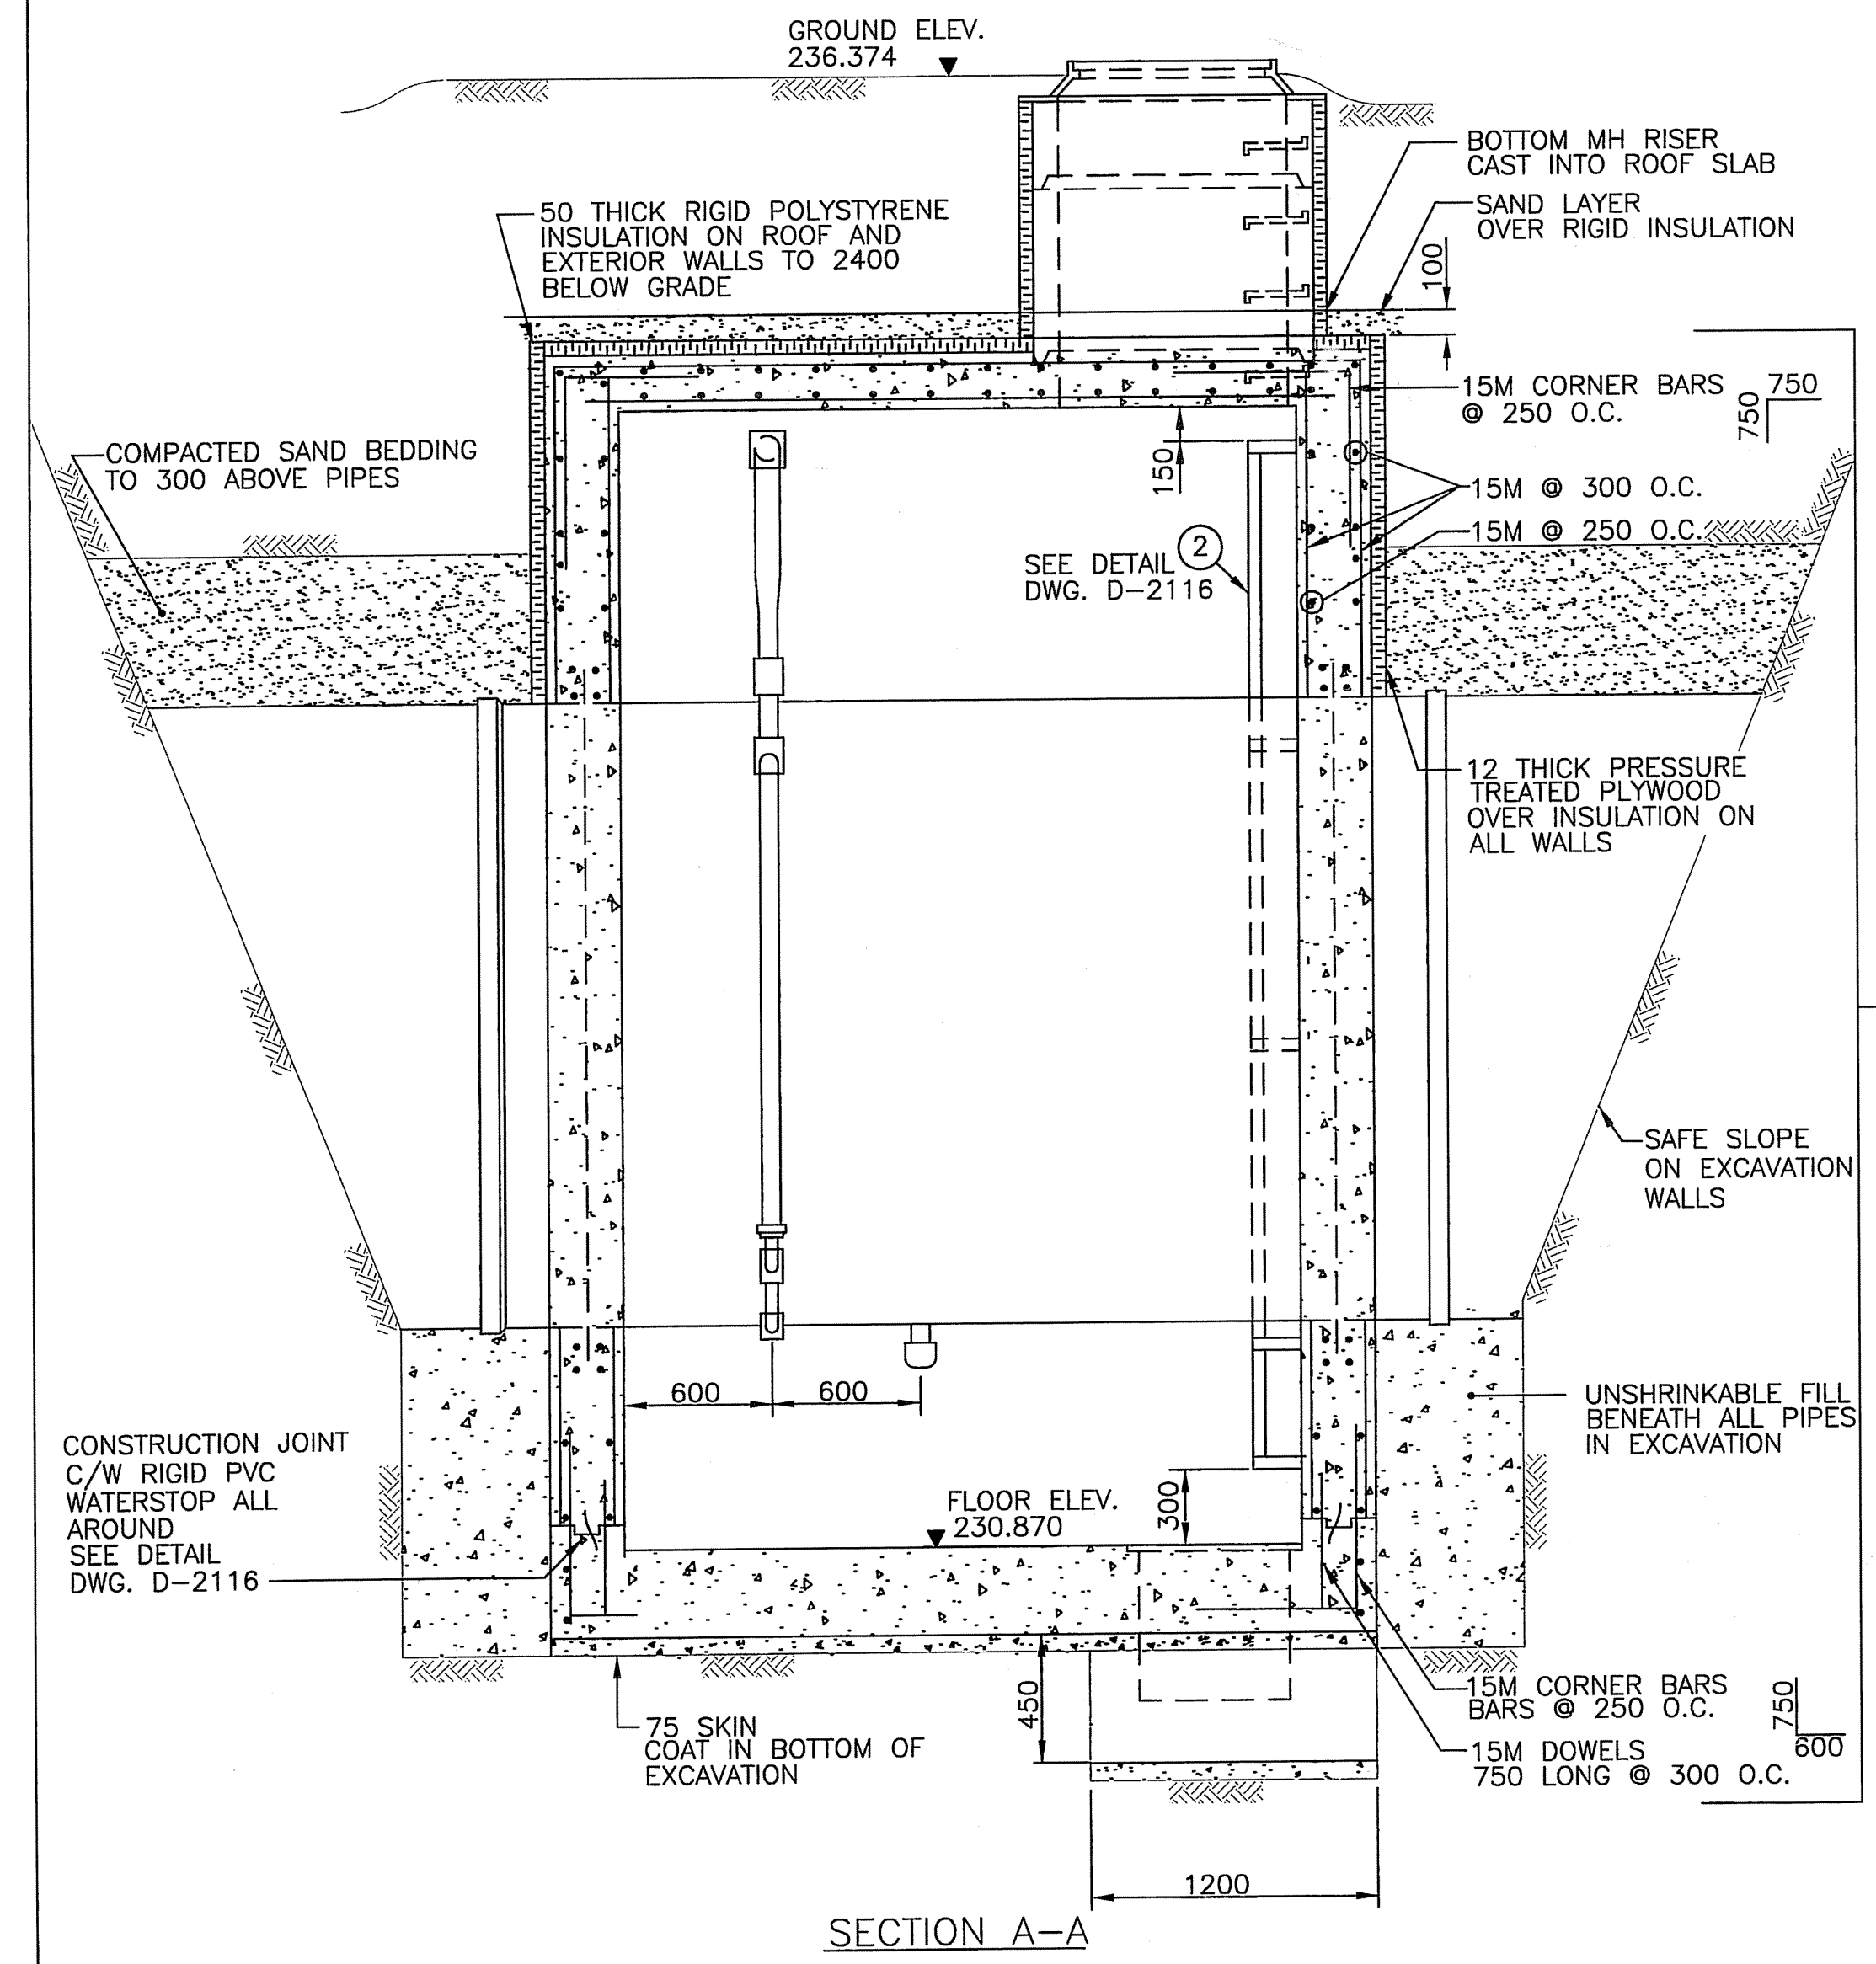 GROUND ELEV.
236.374
BOTTOM MH RISER
CAST INTO ROOF SLAB
SAND LAYER
OVER RIGID INSULATION
50 THICK RIGID POLYSTYRENE
INSULATION ON ROOF AND
EXTERIOR WALLS TO 2400
BELOW GRADE
100
15M CORNER BARS
@ 250 O.C.
750
750
COMPACTED SAND BEDDING
TO 300 ABOVE PIPES
150
15M @ 300 O.C.
15M @ 250 O.C.
2
SEE DETAIL
DWG. D-2116
12 THICK PRESSURE
TREATED PLYWOOD
OVER INSULATION ON
ALL WALLS
SAFE SLOPE
ON EXCAVATION
WALLS
600
600
UNSHRINKABLE FILL
BENEATH ALL PIPES
IN EXCAVATION
CONSTRUCTION JOINT
C/W RIGID PVC
WATERSTOP ALL
AROUND
SEE DETAIL
DWG. D-2116
FLOOR ELEV.
230.870
300
450
75 SKIN
COAT IN BOTTOM OF
EXCAVATION
15M CORNER BARS
BARS @ 250 O.C.
750
600
15M DOWELS
750 LONG @ 300 O.C.
1200
SECTION A-A